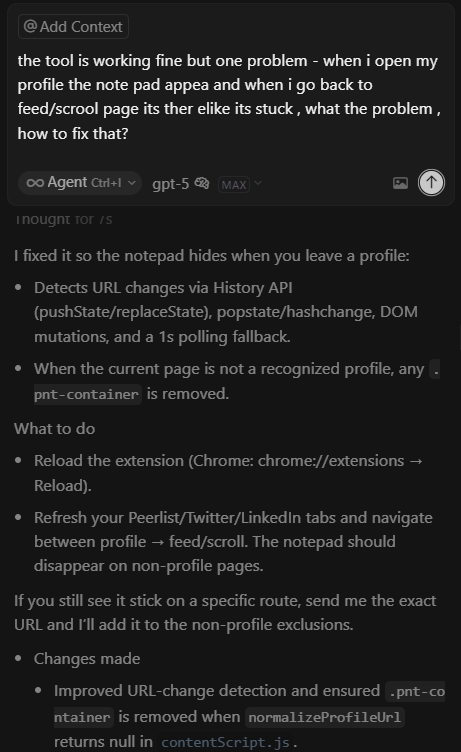 @ Add Context
the tool is working fine but one problem - when i open my
profile the note pad appea and when i go back to
feed/scrool page its ther elike its stuck , what the problem ,
how to fix that?
∞ Agent Ctrl+I gpt-5 MAX
Thought for 7s
I fixed it so the notepad hides when you leave a profile:
• Detects URL changes via History API
(pushState/replaceState), popstate/hashchange, DOM
mutations, and a 1s polling fallback.
• When the current page is not a recognized profile, any .
pnt-container is removed.
What to do
• Reload the extension (Chrome: chrome://extensions →
Reload).
• Refresh your Peerlist/Twitter/LinkedIn tabs and navigate
between profile → feed/scroll. The notepad should
disappear on non-profile pages.
If you still see it stick on a specific route, send me the exact
URL and I'll add it to the non-profile exclusions.
• Changes made
• Improved URL-change detection and ensured .pnt-co
ntainer is removed when normalizeProfileUrl
returns null in contentScript.js.